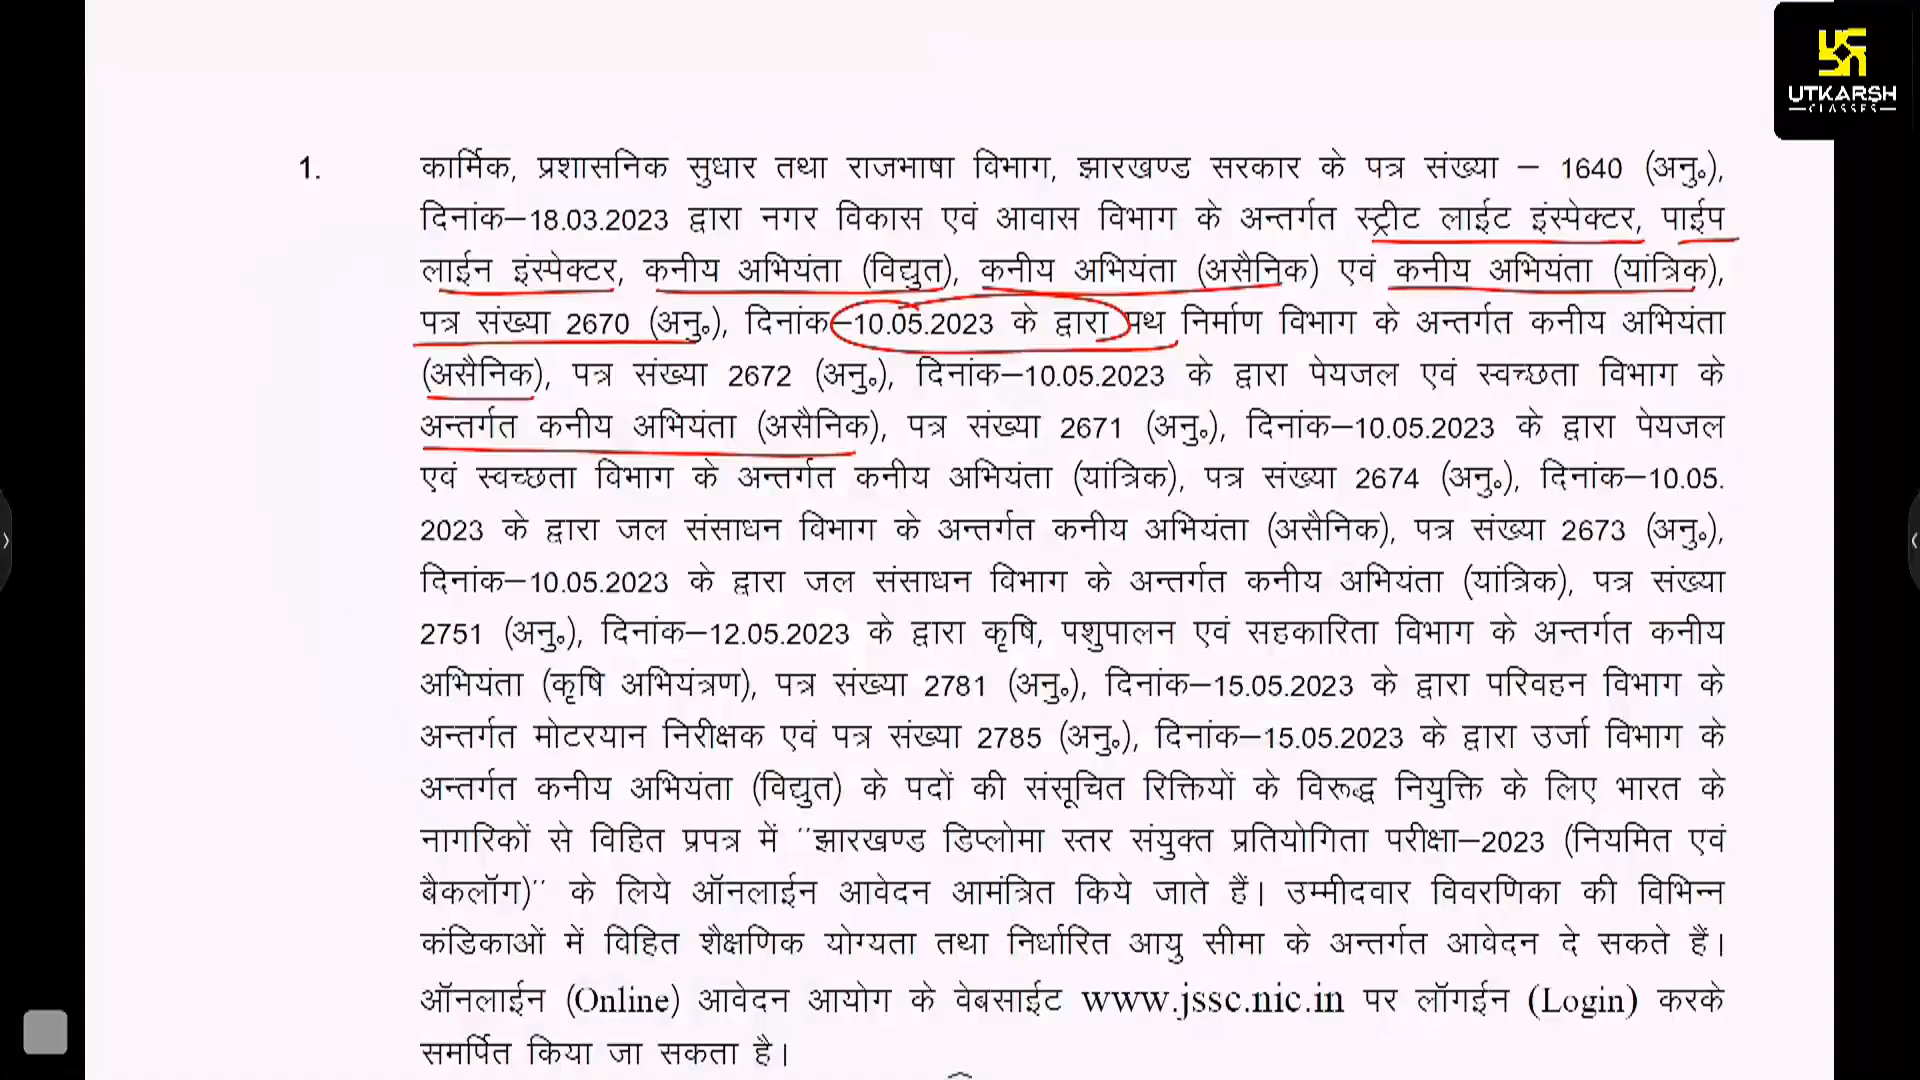 UTKARSH
CLASSES
1. कार्मिक, प्रशासनिक सुधार तथा राजभाषा विभाग, झारखण्ड सरकार के पत्र संख्या – 1640 (अनु०),
दिनांक–18.03.2023 द्वारा नगर विकास एवं आवास विभाग के अन्तर्गत स्ट्रीट लाईट इंस्पेक्टर, पाईप
लाईन इंस्पेक्टर, कनीय अभियंता (विद्युत), कनीय अभियंता (असैनिक) एवं कनीय अभियंता (यांत्रिक),
पत्र संख्या 2670 (अनु०), दिनांक–10.05.2023 के द्वारा पथ निर्माण विभाग के अन्तर्गत कनीय अभियंता
(असैनिक), पत्र संख्या 2672 (अनु०), दिनांक–10.05.2023 के द्वारा पेयजल एवं स्वच्छता विभाग के
अन्तर्गत कनीय अभियंता (असैनिक), पत्र संख्या 2671 (अनु०), दिनांक–10.05.2023 के द्वारा पेयजल
एवं स्वच्छता विभाग के अन्तर्गत कनीय अभियंता (यांत्रिक), पत्र संख्या 2674 (अनु०), दिनांक–10.05.
2023 के द्वारा जल संसाधन विभाग के अन्तर्गत कनीय अभियंता (असैनिक), पत्र संख्या 2673 (अनु०),
दिनांक–10.05.2023 के द्वारा जल संसाधन विभाग के अन्तर्गत कनीय अभियंता (यांत्रिक), पत्र संख्या
2751 (अनु०), दिनांक–12.05.2023 के द्वारा कृषि, पशुपालन एवं सहकारिता विभाग के अन्तर्गत कनीय
अभियंता (कृषि अभियंत्रण), पत्र संख्या 2781 (अनु०), दिनांक–15.05.2023 के द्वारा परिवहन विभाग के
अन्तर्गत मोटरयान निरीक्षक एवं पत्र संख्या 2785 (अनु०), दिनांक–15.05.2023 के द्वारा उर्जा विभाग के
अन्तर्गत कनीय अभियंता (विद्युत) के पदों की संसूचित रिक्तियों के विरूद्ध नियुक्ति के लिए भारत के
नागरिकों से विहित प्रपत्र में ''झारखण्ड डिप्लोमा स्तर संयुक्त प्रतियोगिता परीक्षा–2023 (नियमित एवं
बैकलॉग)'' के लिये ऑनलाईन आवेदन आमंत्रित किये जाते हैं। उम्मीदवार विवरणिका की विभिन्न
कंडिकाओं में विहित शैक्षणिक योग्यता तथा निर्धारित आयु सीमा के अन्तर्गत आवेदन दे सकते हैं।
ऑनलाईन (Online) आवेदन आयोग के वेबसाईट www.jssc.nic.in पर लॉगईन (Login) करके
समर्पित किया जा सकता है।